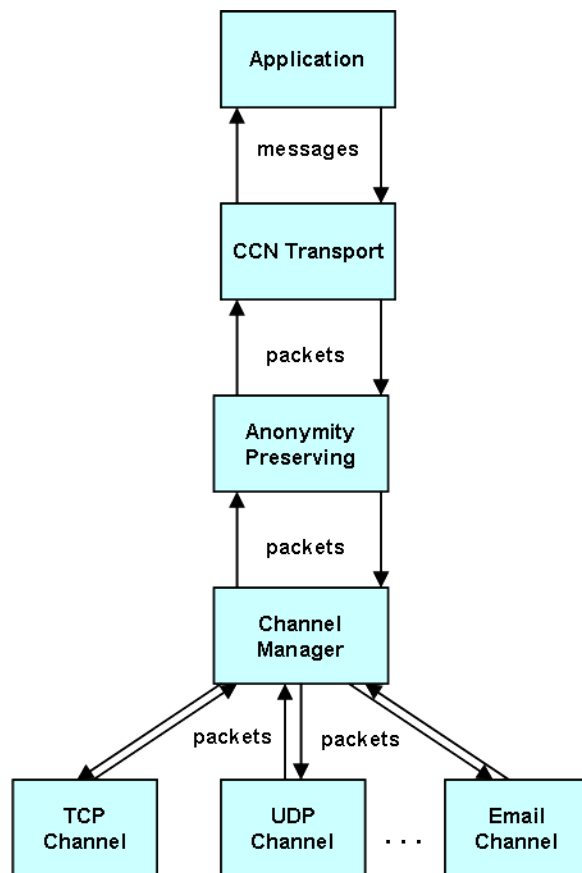 Application
messages
CCN Transport
packets
Anonymity
Preserving
packets
Channel
Manager
packets
packets
TCP
Channel
UDP
Channel
. . .
Email
Channel